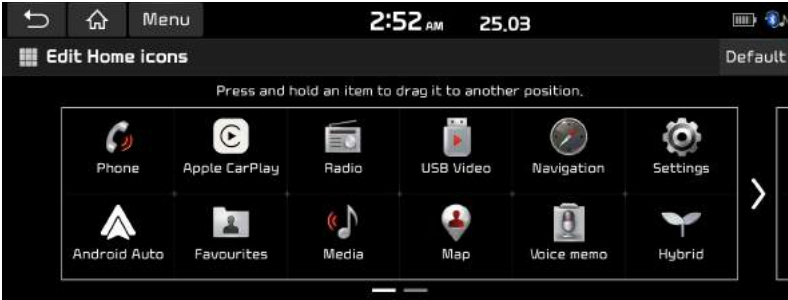 Menu 2:52 AM 25.03
Edit Home icons Default
Press and hold an item to drag it to another position.
Phone Apple CarPlay Radio USB Video Navigation Settings
Android Auto Favourites Media Map Voice memo Hybrid